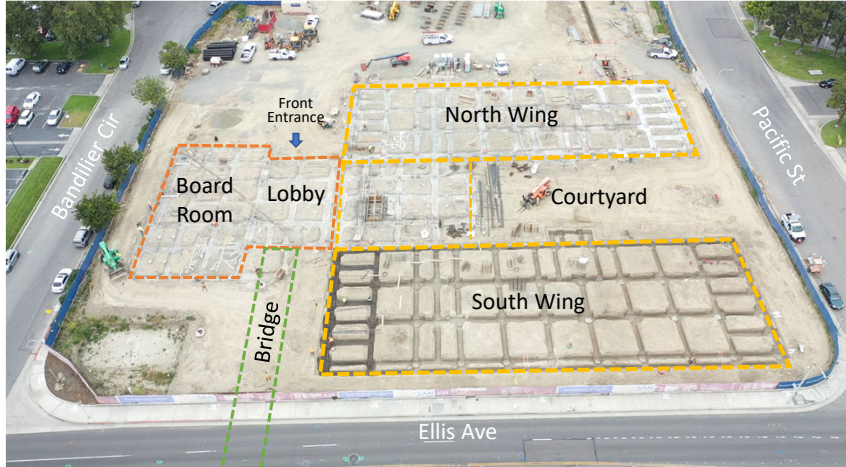 Front
Entrance
North Wing
Pacific St
Bandilier Cir
Board
Room
Lobby
Courtyard
South Wing
Bridge
Ellis Ave